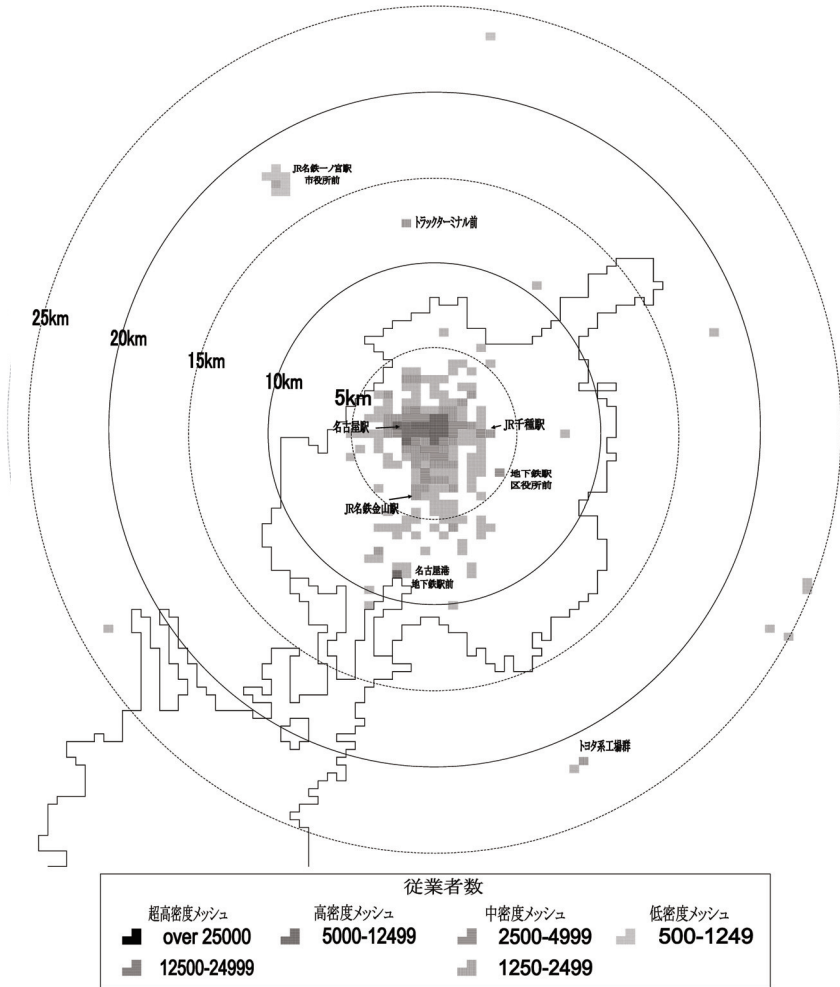 JR名鉄一ノ宮駅
市役所前
トラックターミナル前
25km
20km
15km
10km
5km
名古屋駅
JR千種駅
地下鉄駅
区役所前
JR名鉄金山駅
名古屋港
地下鉄駅前
トヨタ系工場群
従業者数
超高密度メッシュ
高密度メッシュ
中密度メッシュ
低密度メッシュ
over 25000
5000-12499
2500-4999
500-1249
12500-24999
1250-2499